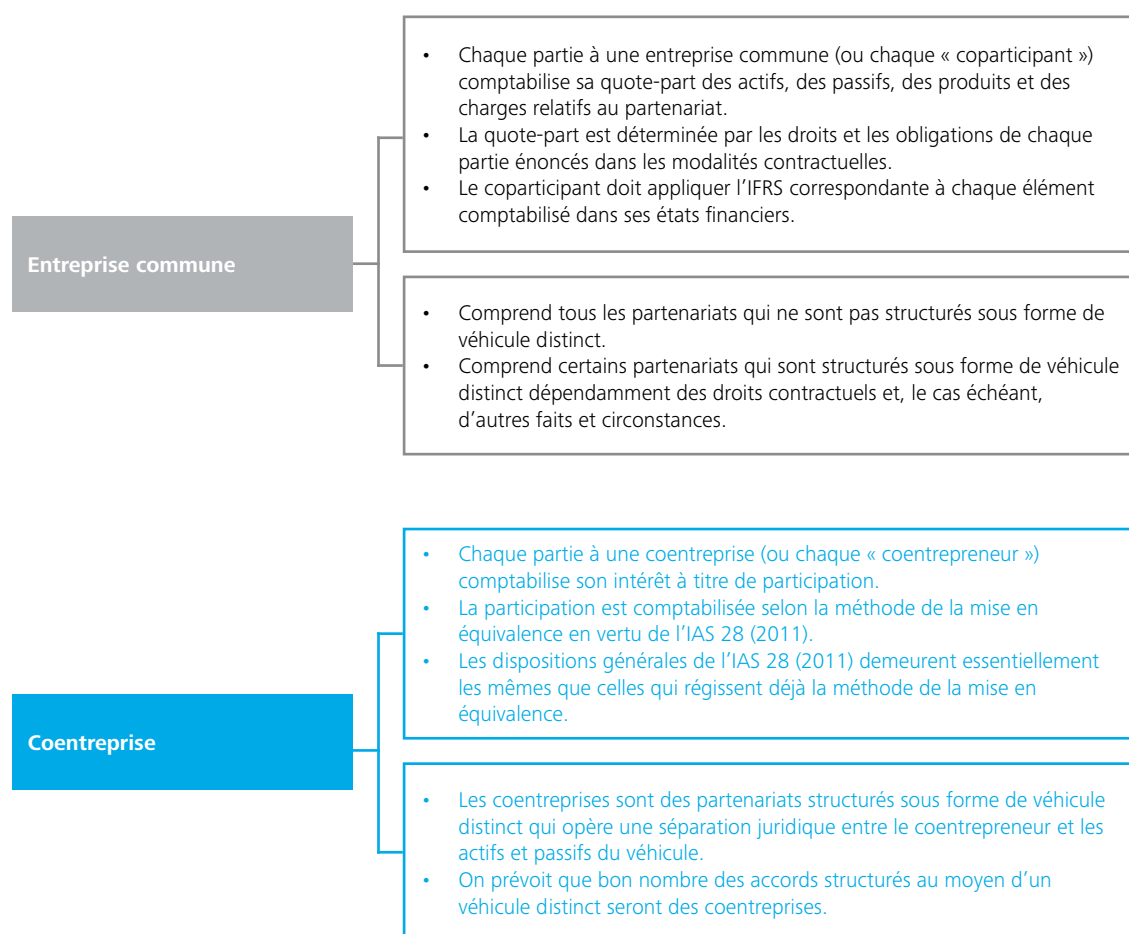 • Chaque partie à une entreprise commune (ou chaque « coparticipant »)
comptabilise sa quote-part des actifs, des passifs, des produits et des
charges relatifs au partenariat.
• La quote-part est déterminée par les droits et les obligations de chaque
partie énoncés dans les modalités contractuelles.
• Le coparticipant doit appliquer l’IFRS correspondante à chaque élément
comptabilisé dans ses états financiers.
Entreprise commune
• Comprend tous les partenariats qui ne sont pas structurés sous forme de
véhicule distinct.
• Comprend certains partenariats qui sont structurés sous forme de véhicule
distinct dépendamment des droits contractuels et, le cas échéant,
d’autres faits et circonstances.
• Chaque partie à une coentreprise (ou chaque « coentrepreneur »)
comptabilise son intérêt à titre de participation.
• La participation est comptabilisée selon la méthode de la mise en
équivalence en vertu de l’IAS 28 (2011).
• Les dispositions générales de l’IAS 28 (2011) demeurent essentiellement
les mêmes que celles qui régissent déjà la méthode de la mise en
équivalence.
Coentreprise
• Les coentreprises sont des partenariats structurés sous forme de véhicule
distinct qui opère une séparation juridique entre le coentrepreneur et les
actifs et passifs du véhicule.
• On prévoit que bon nombre des accords structurés au moyen d’un
véhicule distinct seront des coentreprises.